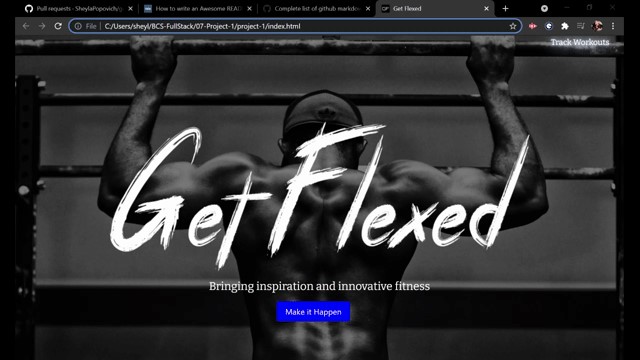 Pull requests · SheylaPopovich/p
How to write an Awesome READ
Complete list of github markdow
Get Flexed
File | C:/Users/sheyl/BCS-FullStack/07-Project-1/project-1/index.html
Track Workouts
Get Flexed
Bringing inspiration and innovative fitness
Make it Happen